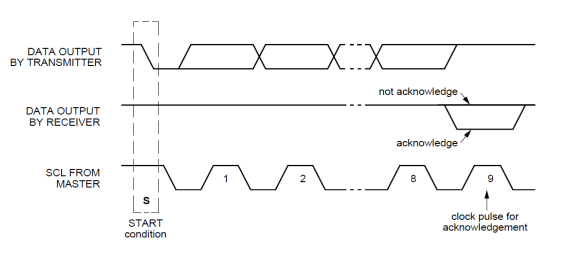 DATA OUTPUT
BY TRANSMITTER
not acknowledge
DATA OUTPUT
BY RECEIVER
acknowledge
SCL FROM
MASTER
1
2
8
9
S
START
condition
clock pulse for
acknowledgement